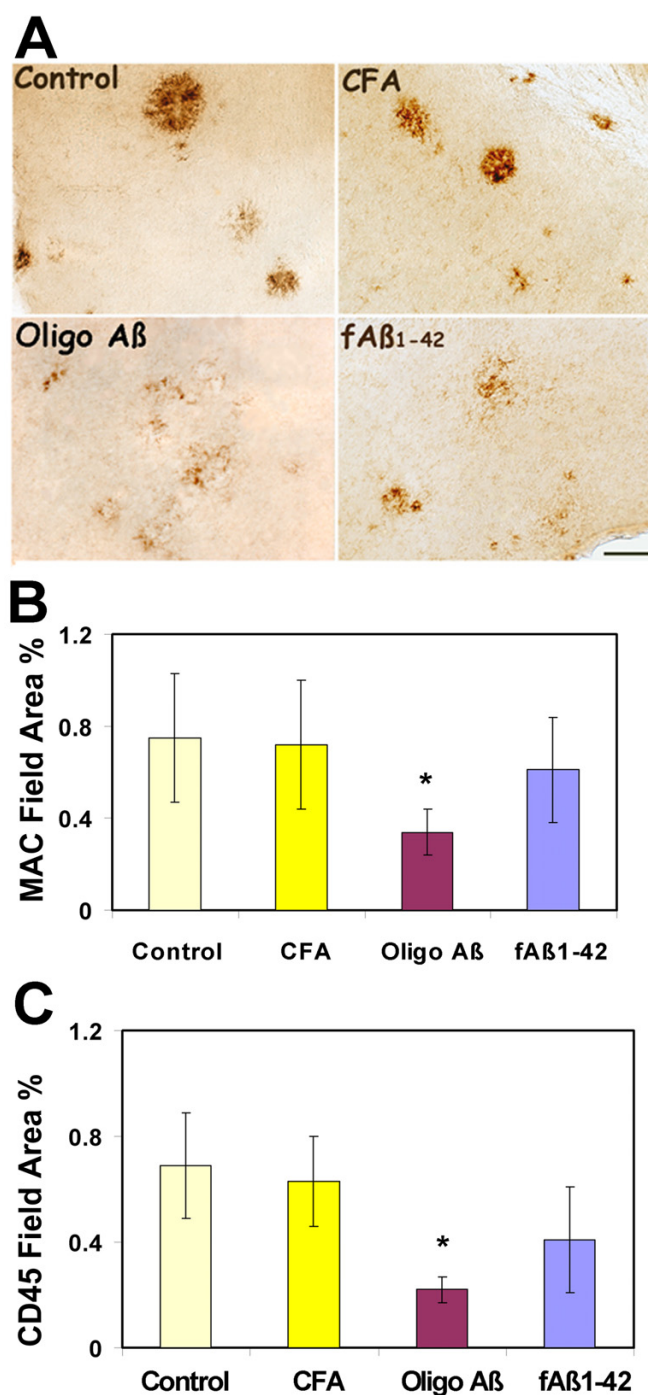 A
Control
CFA
Oligo Aß
fAß1-42
B
MAC Field Area %
1.2
0.8
0.4
0
*
Control CFA Oligo Aß fAß1-42
C
CD45 Field Area %
1.2
0.8
0.4
0
*
Control CFA Oligo Aß fAß1-42